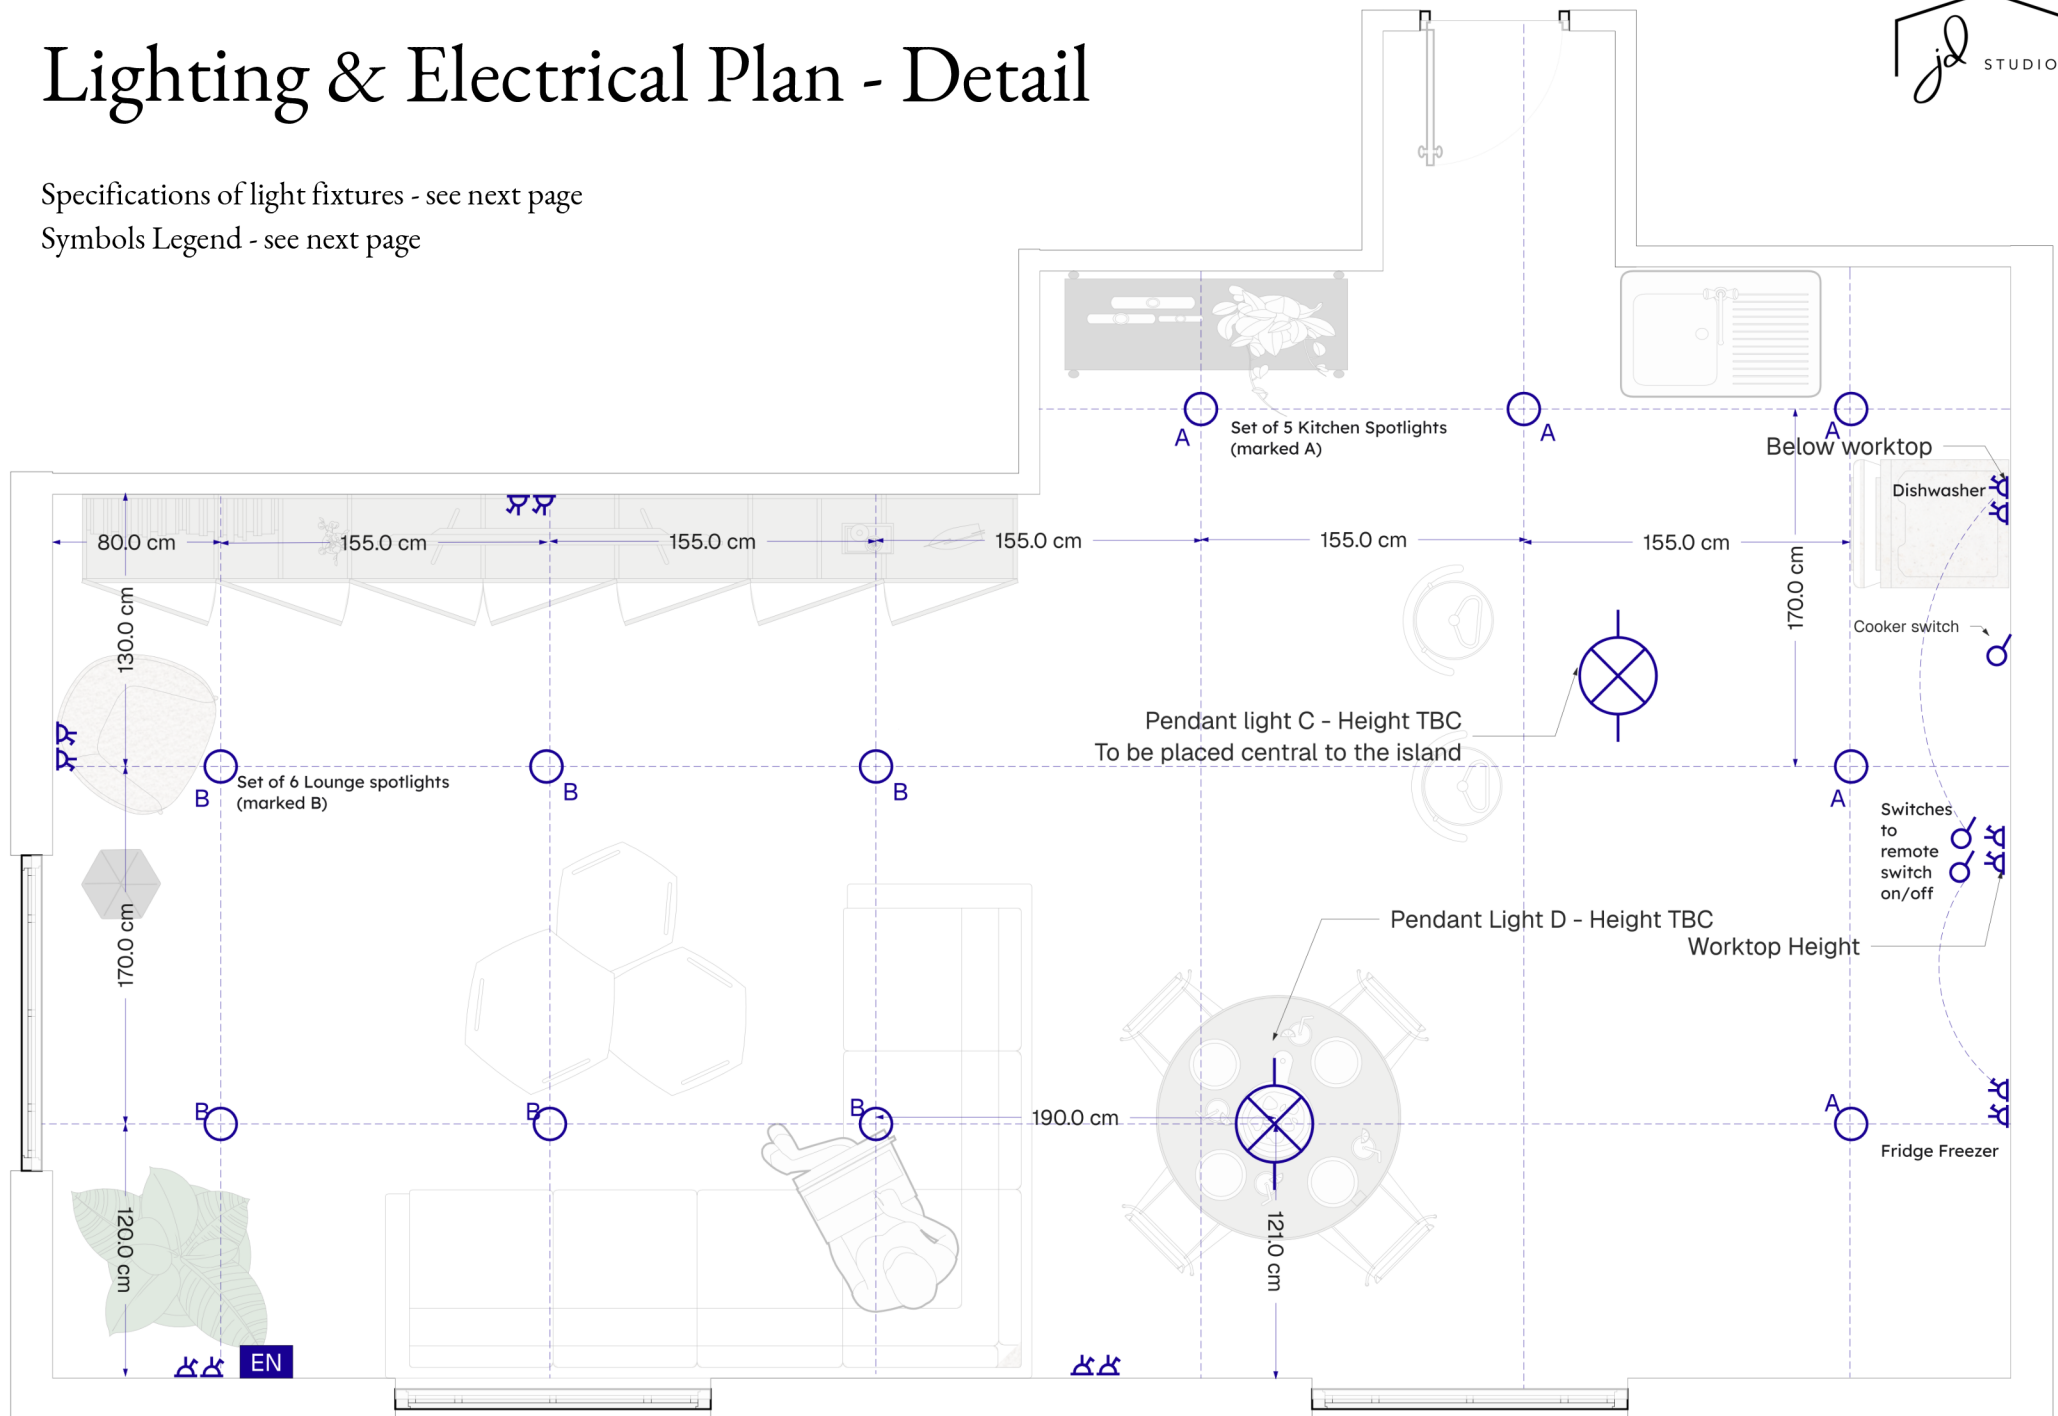 Lighting & Electrical Plan - Detail
jd STUDIO
Specifications of light fixtures - see next page
Symbols Legend - see next page
A
Set of 5 Kitchen Spotlights
(marked A)
A
A
Below worktop
Dishwasher
80.0 cm
155.0 cm
155.0 cm
155.0 cm
155.0 cm
155.0 cm
130.0 cm
170.0 cm
Cooker switch
Pendant light C - Height TBC
To be placed central to the island
B
Set of 6 Lounge spotlights
(marked B)
B
B
A
Switches
to
remote
switch
on/off
170.0 cm
Pendant Light D - Height TBC
Worktop Height
B
B
B
190.0 cm
A
Fridge Freezer
120.0 cm
121.0 cm
EN